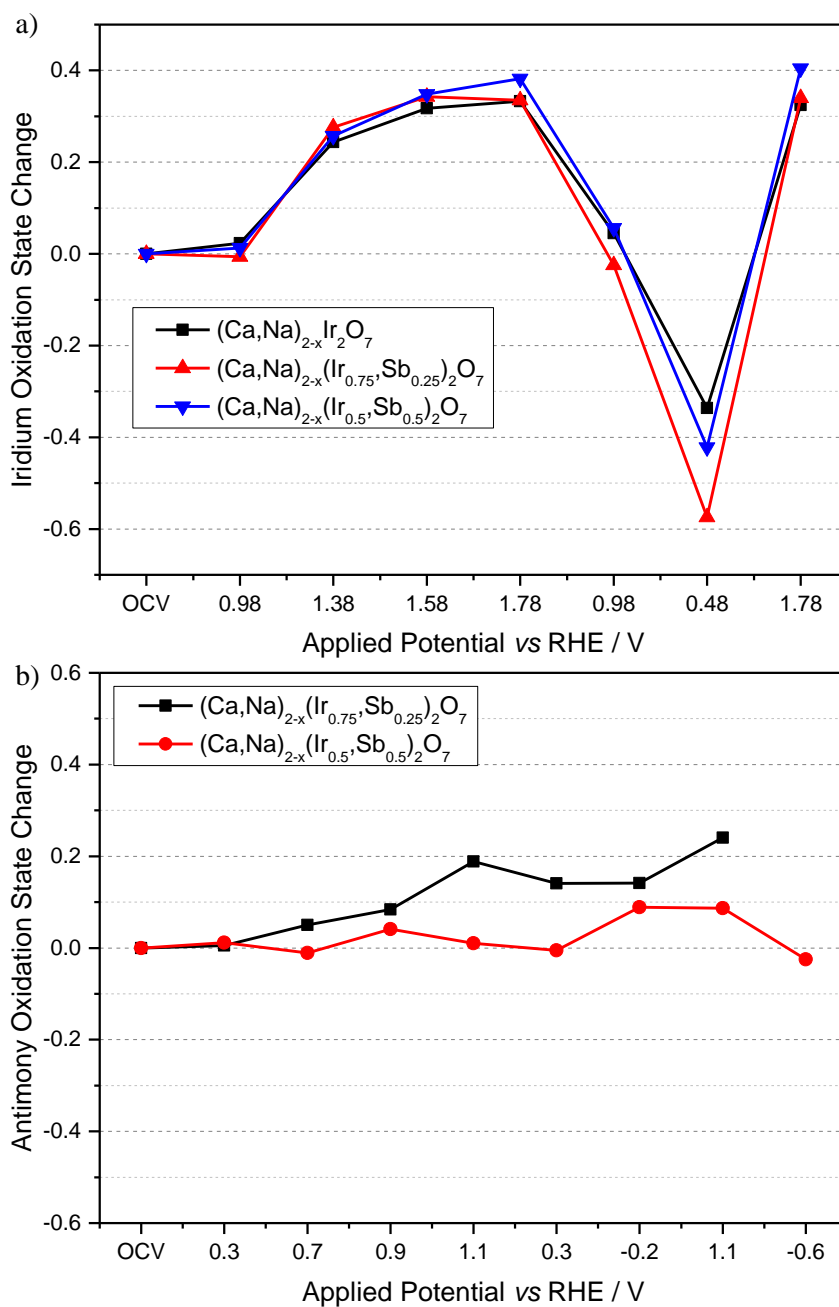 a)
0.4
0.2
0.0
-0.2
-0.4
-0.6
Iridium Oxidation State Change
(Ca,Na)2-xIr2O7
(Ca,Na)2-x(Ir0.75,Sb0.25)2O7
(Ca,Na)2-x(Ir0.5,Sb0.5)2O7
OCV 0.98 1.38 1.58 1.78 0.98 0.48 1.78
Applied Potential vs RHE / V
b)
0.6
0.4
0.2
0.0
-0.2
-0.4
-0.6
Antimony Oxidation State Change
(Ca,Na)2-x(Ir0.75,Sb0.25)2O7
(Ca,Na)2-x(Ir0.5,Sb0.5)2O7
OCV 0.3 0.7 0.9 1.1 0.3 -0.2 1.1 -0.6
Applied Potential vs RHE / V